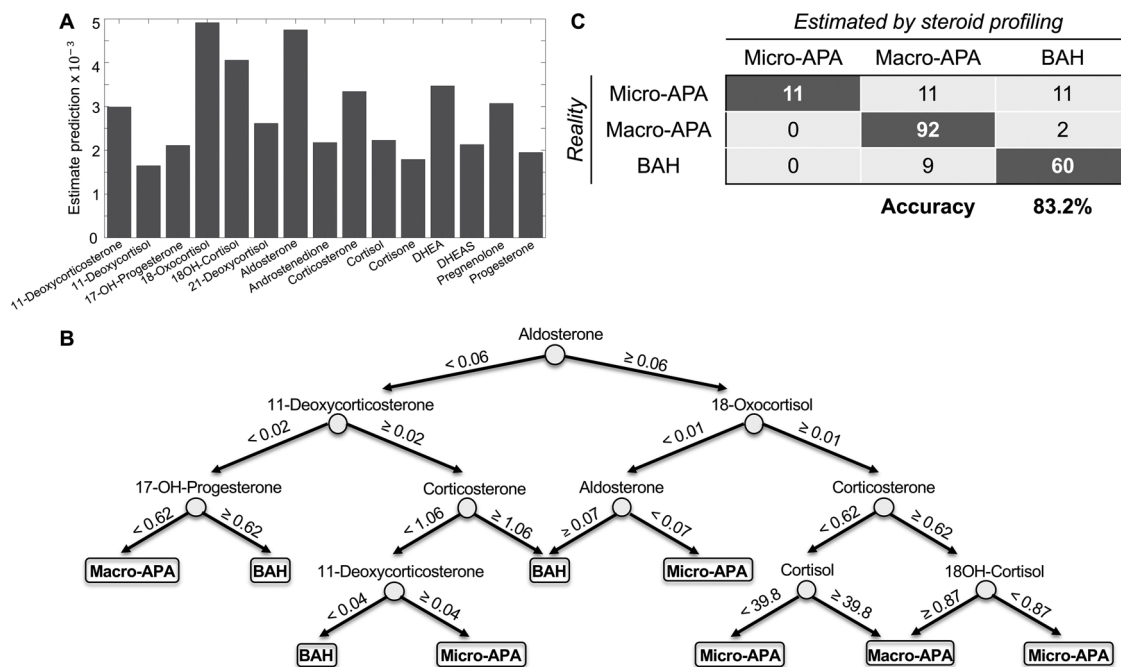 A
Estimate prediction x 10⁻³
5
4
3
2
1
0
11-Deoxycorticosterone
11-Deoxycortisol
17-OH-Progesterone
18-Oxocortisol
18OH-Cortisol
21-Deoxycortisol
Aldosterone
Androstenedione
Corticosterone
Cortisol
Cortisone
DHEA
DHEAS
Pregnenolone
Progesterone
C
Estimated by steroid profiling
Micro-APA Macro-APA BAH
Reality
Micro-APA 11 11 11
Macro-APA 0 92 2
BAH 0 9 60
Accuracy 83.2%
B
Aldosterone
< 0.06 ≥ 0.06
11-Deoxycorticosterone 18-Oxocortisol
< 0.02 ≥ 0.02 < 0.01 ≥ 0.01
17-OH-Progesterone Corticosterone Aldosterone Corticosterone
< 0.62 ≥ 0.62 < 1.06 ≥ 1.06 ≥ 0.07 < 0.07 < 0.62 ≥ 0.62
Macro-APA BAH 11-Deoxycorticosterone BAH Micro-APA Cortisol 18OH-Cortisol
< 0.04 ≥ 0.04 < 39.8 ≥ 39.8 ≥ 0.87 < 0.87
BAH Micro-APA Micro-APA Macro-APA Micro-APA